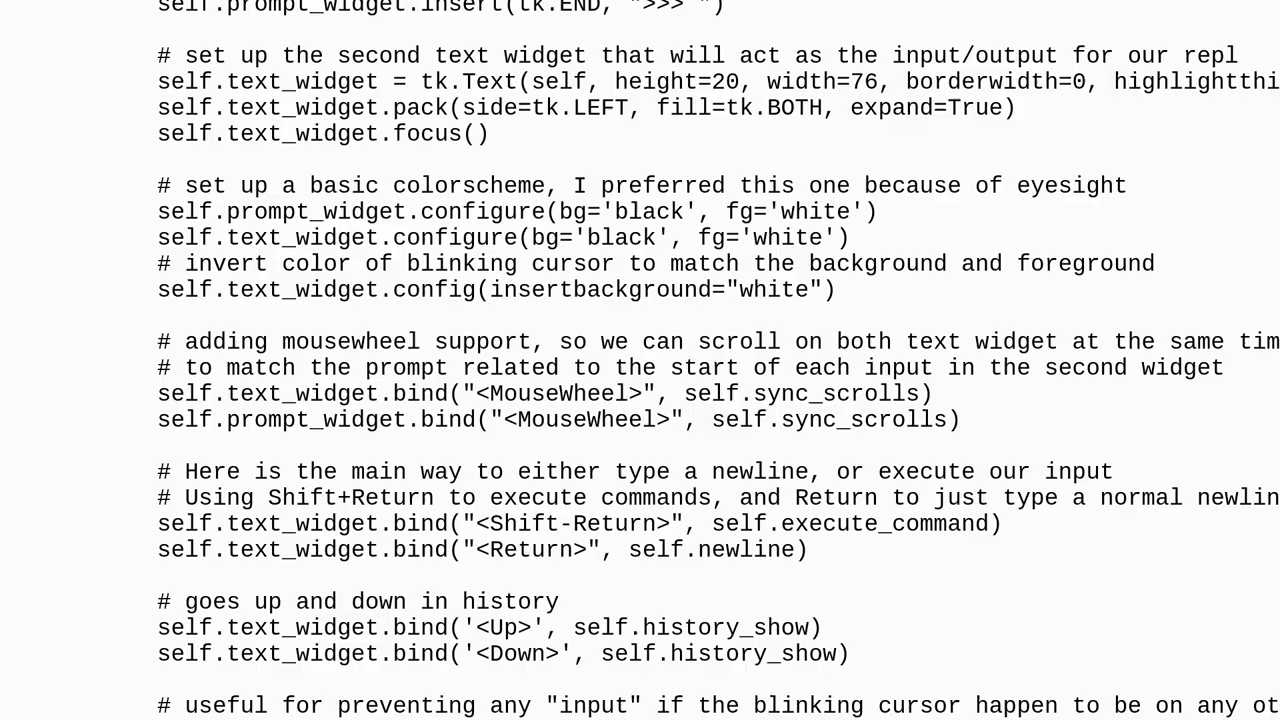 self.prompt_widget.insert(tk.END, ">>> ")
# set up the second text widget that will act as the input/output for our repl
self.text_widget = tk.Text(self, height=20, width=76, borderwidth=0, highlightthi
self.text_widget.pack(side=tk.LEFT, fill=tk.BOTH, expand=True)
self.text_widget.focus()
# set up a basic colorscheme, I preferred this one because of eyesight
self.prompt_widget.configure(bg='black', fg='white')
self.text_widget.configure(bg='black', fg='white')
# invert color of blinking cursor to match the background and foreground
self.text_widget.config(insertbackground="white")
# adding mousewheel support, so we can scroll on both text widget at the same tim
# to match the prompt related to the start of each input in the second widget
self.text_widget.bind("<MouseWheel>", self.sync_scrolls)
self.prompt_widget.bind("<MouseWheel>", self.sync_scrolls)
# Here is the main way to either type a newline, or execute our input
# Using Shift+Return to execute commands, and Return to just type a normal newlin
self.text_widget.bind("<Shift-Return>", self.execute_command)
self.text_widget.bind("<Return>", self.newline)
# goes up and down in history
self.text_widget.bind('<Up>', self.history_show)
self.text_widget.bind('<Down>', self.history_show)
# useful for preventing any "input" if the blinking cursor happen to be on any ot